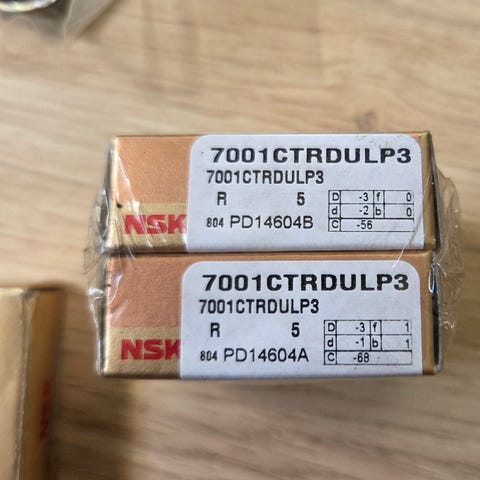 7001CTRDULP3
7001CTRDULP3
R 5 D -3 f 0
d -2 b 0
NSK 804 PD14604B C -56
7001CTRDULP3
7001CTRDULP3
R 5 D -3 f 1
d -1 b 1
NSK 804 PD14604A C -68